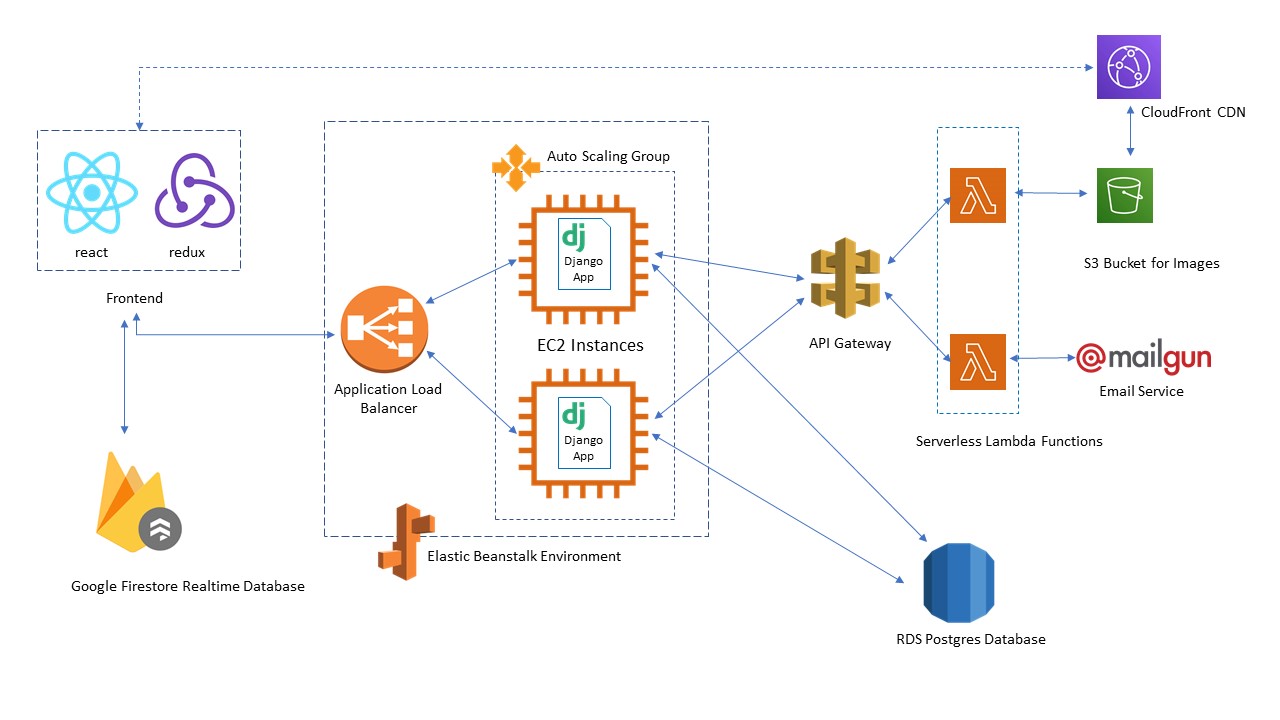 CloudFront CDN
Auto Scaling Group
dj
Django
App
react
redux
S3 Bucket for Images
Frontend
EC2 Instances
API Gateway
@mailgun
Application Load
Balancer
Email Service
dj
Django
App
Serverless Lambda Functions
Elastic Beanstalk Environment
Google Firestore Realtime Database
RDS Postgres Database